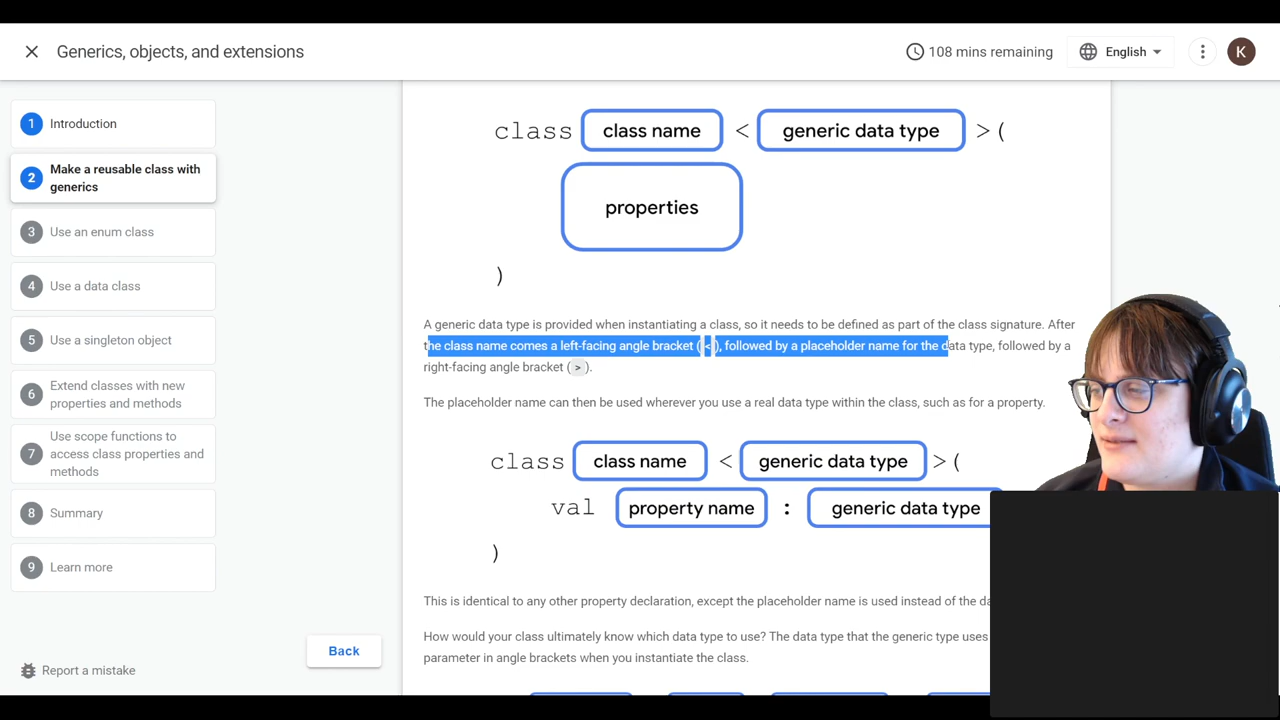 Generics, objects, and extensions
108 mins remaining
English
K
1 Introduction
2 Make a reusable class with
generics
3 Use an enum class
4 Use a data class
5 Use a singleton object
6 Extend classes with new
properties and methods
7 Use scope functions to
access class properties and
methods
8 Summary
9 Learn more
Back
Report a mistake
class class name < generic data type >(
properties
)
A generic data type is provided when instantiating a class, so it needs to be defined as part of the class signature. After
the class name comes a left-facing angle bracket ( < ), followed by a placeholder name for the data type, followed by a
right-facing angle bracket ( > ).
The placeholder name can then be used wherever you use a real data type within the class, such as for a property.
class class name < generic data type >(
val property name : generic data type
)
This is identical to any other property declaration, except the placeholder name is used instead of the
How would your class ultimately know which data type to use? The data type that the generic type uses
parameter in angle brackets when you instantiate the class.